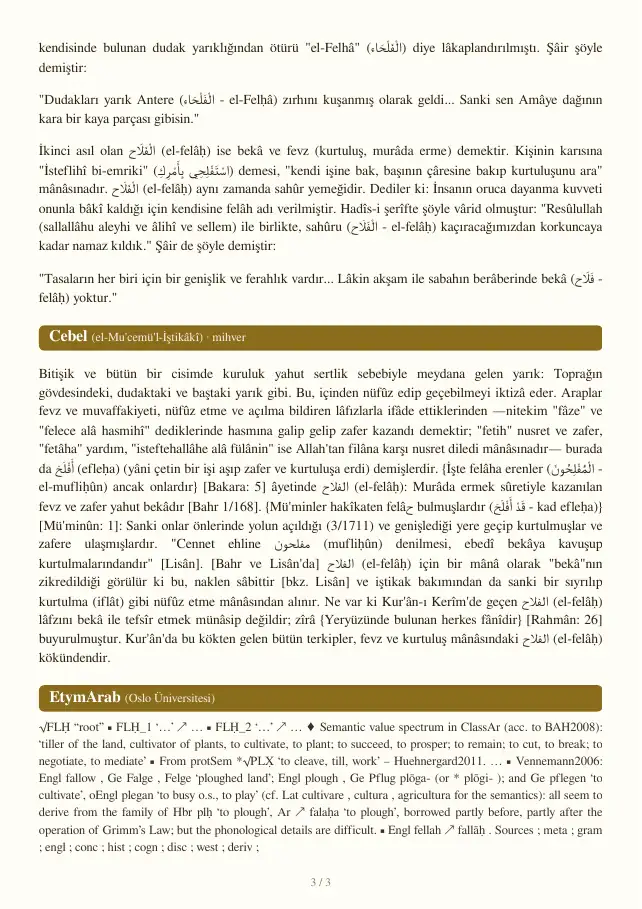 kendisinde bulunan dudak yarıklığından ötürü "el-Felhâ" (الْفَلْحَاء) diye lâkaplandırılmıştı. Şâir şöyle
demiştir:
"Dudakları yarık Antere (الْفَلْحَاء - el-Felḥâ) zırhını kuşanmış olarak geldi... Sanki sen Amâye dağının
kara bir kaya parçası gibisin."
İkinci asıl olan الْفَلَاح (el-felâḥ) ise bekâ ve fevz (kurtuluş, murâda erme) demektir. Kişinin karısına
"İsteflihî bi-emriki" (اسْتَفْلِحِي بِأَمْرِكِ) demesi, "kendi işine bak, başının çâresine bakıp kurtuluşunu ara"
mânâsınadır. الْفَلَاح (el-felâḥ) aynı zamanda sahûr yemeğidir. Dediler ki: İnsanın oruca dayanma kuvveti
onunla bâkî kaldığı için kendisine felâh adı verilmiştir. Hadîs-i şerîfte şöyle vârid olmuştur: "Resûlullah
(sallallâhu aleyhi ve âlihî ve sellem) ile birlikte, sahûru (الْفَلَاح - el-felâḥ) kaçıracağımızdan korkuncaya
kadar namaz kıldık." Şâir de şöyle demiştir:
"Tasaların her biri için bir genişlik ve ferahlık vardır... Lâkin akşam ile sabahın berâberinde bekâ (فَلَاح -
felâḥ) yoktur."
Cebel (el-Mu'cemü'l-İştikâkî) · mihver
Bitişik ve bütün bir cisimde kuruluk yahut sertlik sebebiyle meydana gelen yarık: Toprağın
gövdesindeki, dudaktaki ve baştaki yarık gibi. Bu, içinden nüfûz edip geçebilmeyi iktizâ eder. Araplar
fevz ve muvaffakiyeti, nüfûz etme ve açılma bildiren lâfızlarla ifâde ettiklerinden —nitekim "fâze" ve
"felece alâ hasmihî" dediklerinde hasmına galip gelip zafer kazandı demektir; "fetih" nusret ve zafer,
"fetâha" yardım, "isteftehallahe alâ fülânin" ise Allah'tan filâna karşı nusret diledi mânâsınadır— burada
da أَفْلَحَ (efleḥa) (yâni çetin bir işi aşıp zafer ve kurtuluşa erdi) demişlerdir. {İşte felâha erenler (الْمُفْلِحُونَ -
el-mufliḥûn) ancak onlardır} [Bakara: 5] âyetinde الفلاح (el-felâḥ): Murâda ermek sûretiyle kazanılan
fevz ve zafer yahut bekâdır [Bahr 1/168]. {Mü'minler hakîkaten felâح bulmuşlardır (قَدْ أَفْلَحَ - kad efleḥa)}
[Mü'minûn: 1]: Sanki onlar önlerinde yolun açıldığı (3/1711) ve genişlediği yere geçip kurtulmuşlar ve
zafere ulaşmışlardır. "Cennet ehline مفلحون (mufliḥûn) denilmesi, ebedî bekâya kavuşup
kurtulmalarındandır" [Lisân]. [Bahr ve Lisân'da] الفلاح (el-felâḥ) için bir mânâ olarak "bekâ"nın
zikredildiği görülür ki bu, naklen sâbittir [bkz. Lisân] ve iştikak bakımından da sanki bir sıyrılıp
kurtulma (iflât) gibi nüfûz etme mânâsından alınır. Ne var ki Kur'ân-ı Kerîm'de geçen الفلاح (el-felâḥ)
lâfzını bekâ ile tefsîr etmek münâsip değildir; zîrâ {Yeryüzünde bulunan herkes fânîdir} [Rahmân: 26]
buyurulmuştur. Kur'ân'da bu kökten gelen bütün terkipler, fevz ve kurtuluş mânâsındaki الفلاح (el-felâḥ)
kökündendir.
EtymArab (Oslo Üniversitesi)
√FLḤ “root” ▪ FLḤ_1 ‘…’ ↗ … ▪ FLḤ_2 ‘…’ ↗ … ♦ Semantic value spectrum in ClassAr (acc. to BAH2008):
‘tiller of the land, cultivator of plants, to cultivate, to plant; to succeed, to prosper; to remain; to cut, to break; to
negotiate, to mediate’ ▪ From protSem *√PLX ‘to cleave, till, work’ – Huehnergard2011. … ▪ Vennemann2006:
Engl fallow , Ge Falge , Felge ‘ploughed land’; Engl plough , Ge Pflug plōga- (or * plōgi- ); and Ge pflegen ‘to
cultivate’, oEngl plegan ‘to busy o.s., to play’ (cf. Lat cultivare , cultura , agricultura for the semantics): all seem to
derive from the family of Hbr plḥ ‘to plough’, Ar ↗ falaḥa ‘to plough’, borrowed partly before, partly after the
operation of Grimm’s Law; but the phonological details are difficult. ▪ Engl fellah ↗ fallāḥ . Sources ; meta ; gram
; engl ; conc ; hist ; cogn ; disc ; west ; deriv ;
3 / 3